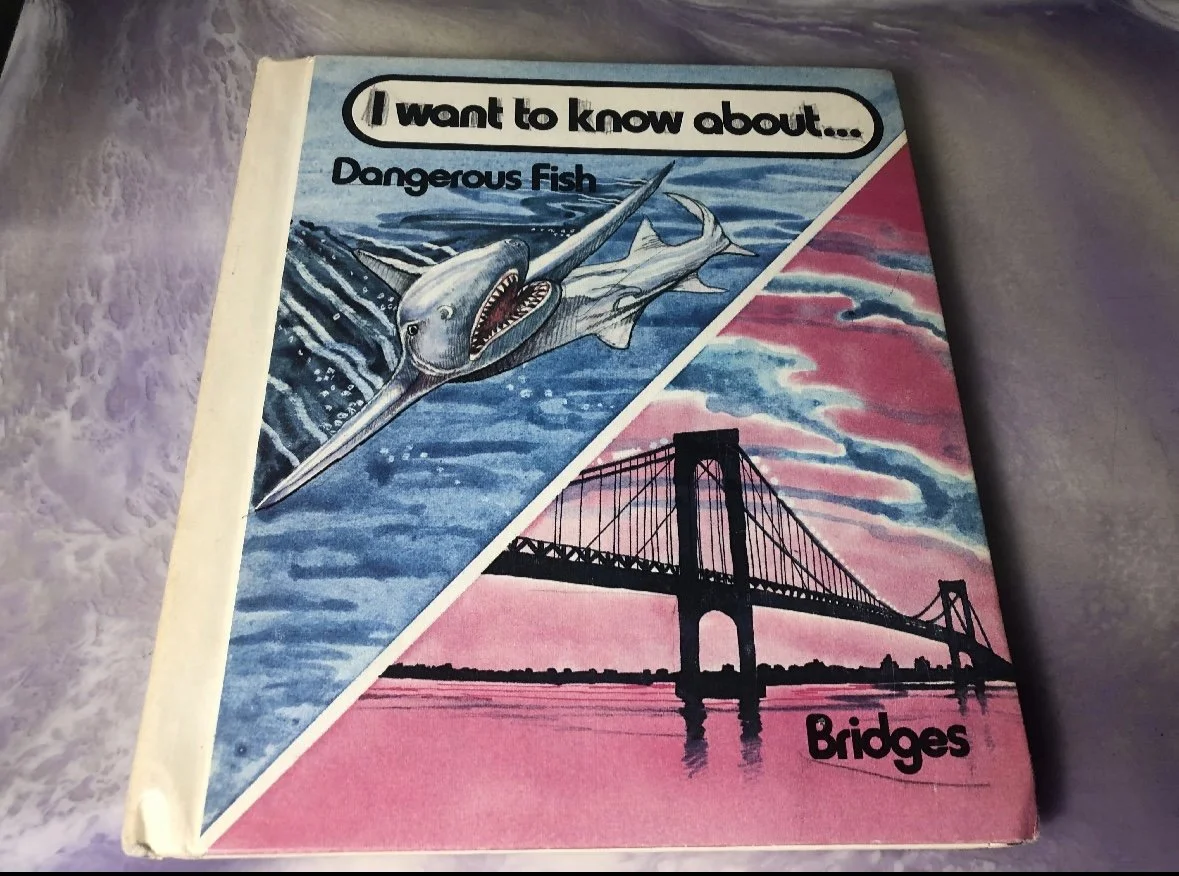 I want to know about...
Dangerous Fish
Bridges